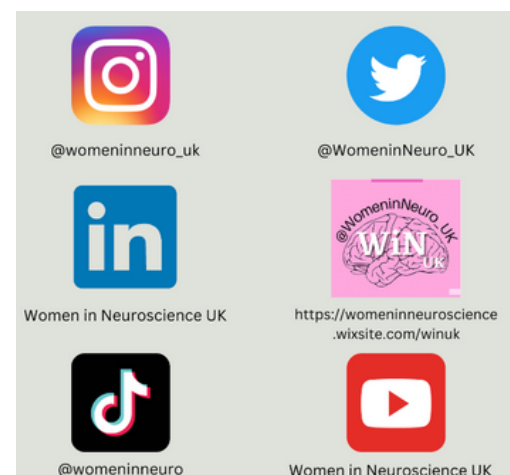 @womeninneuro_uk
@WomeninNeuro_UK
in
@WomeninNeuro_UK
WiN
UK
Women in Neuroscience UK
https://womeninneuroscience
.wixsite.com/winuk
@womeninneuro
Women in Neuroscience UK